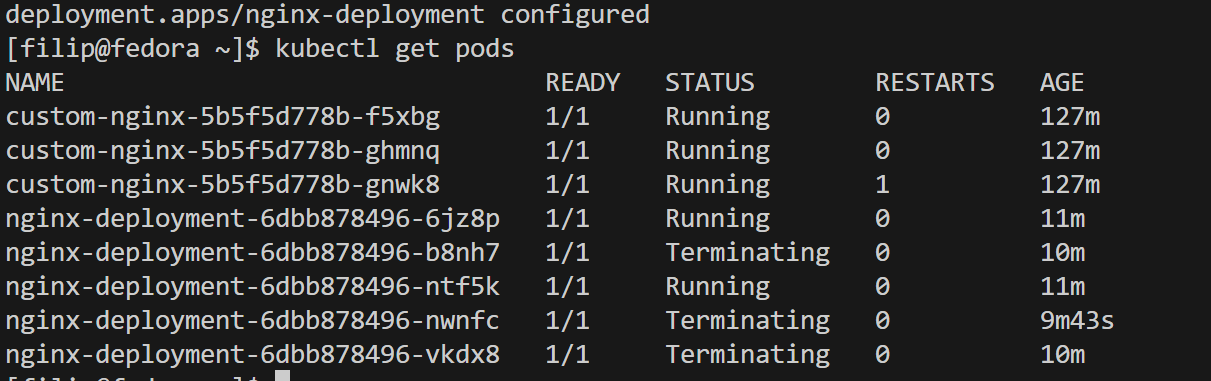 deployment.apps/nginx-deployment configured
[filip@fedora ~]$ kubectl get pods
NAME READY STATUS RESTARTS AGE
custom-nginx-5b5f5d778b-f5xbg 1/1 Running 0 127m
custom-nginx-5b5f5d778b-ghmnq 1/1 Running 0 127m
custom-nginx-5b5f5d778b-gnwk8 1/1 Running 1 127m
nginx-deployment-6dbb878496-6jz8p 1/1 Running 0 11m
nginx-deployment-6dbb878496-b8nh7 1/1 Terminating 0 10m
nginx-deployment-6dbb878496-ntf5k 1/1 Running 0 11m
nginx-deployment-6dbb878496-nwnfc 1/1 Terminating 0 9m43s
nginx-deployment-6dbb878496-vkdx8 1/1 Terminating 0 10m